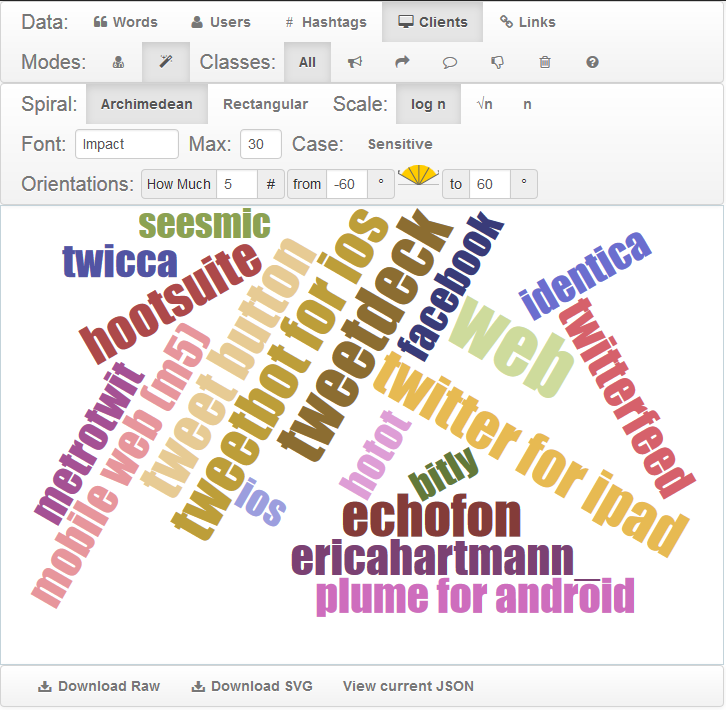 Data: Words Users # Hashtags Clients Links
Modes: Classes: All
Spiral: Archimedean Rectangular Scale: log n √n n
Font: Impact Max: 30 Case: Sensitive
Orientations: How Much 5 # from -60 ° to 60 °
seesmic
twicca
hootsuite
tweet button
tweetbot for ios
tweetdeck
facebook
identica
web
twitterfeed
metrotwit
mobile web (m5)
twitter for ipad
hotot
bitly
ios
echofon
ericahartmann_
plume for android
Download Raw Download SVG View current JSON